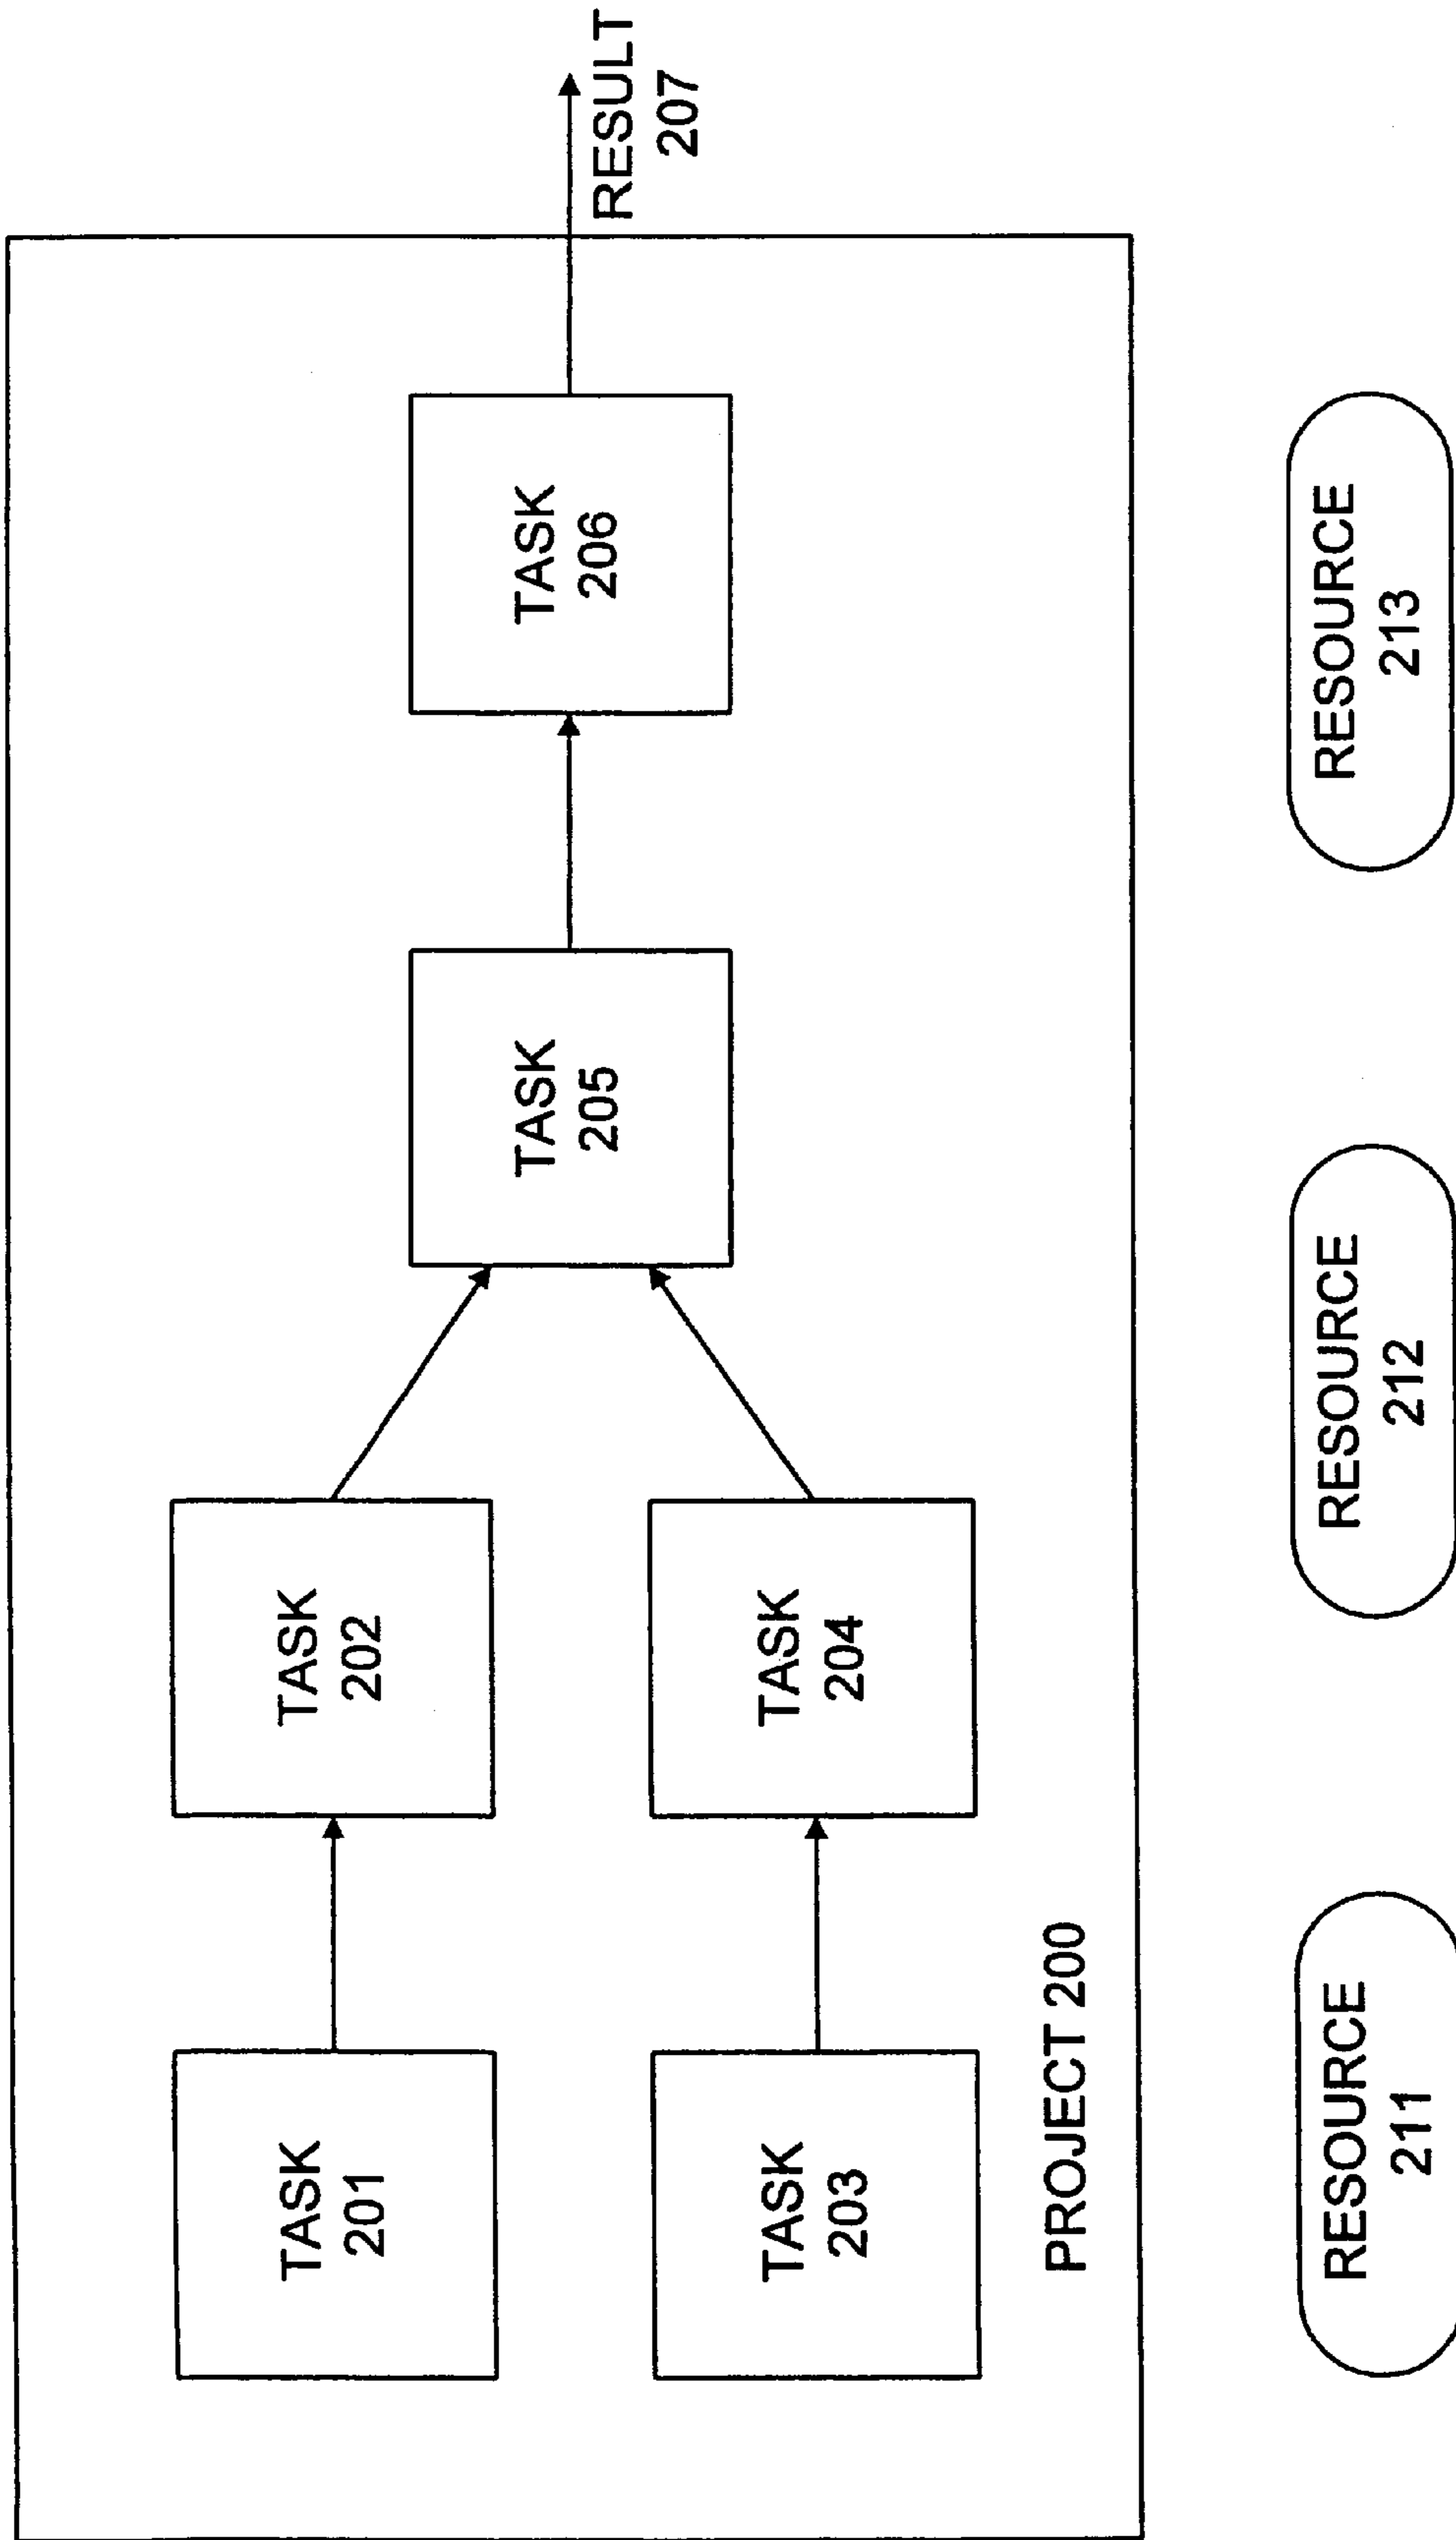 TASK
201
TASK
202
TASK
203
TASK
204
TASK
205
TASK
206
RESULT
207
PROJECT 200
RESOURCE
211
RESOURCE
212
RESOURCE
213